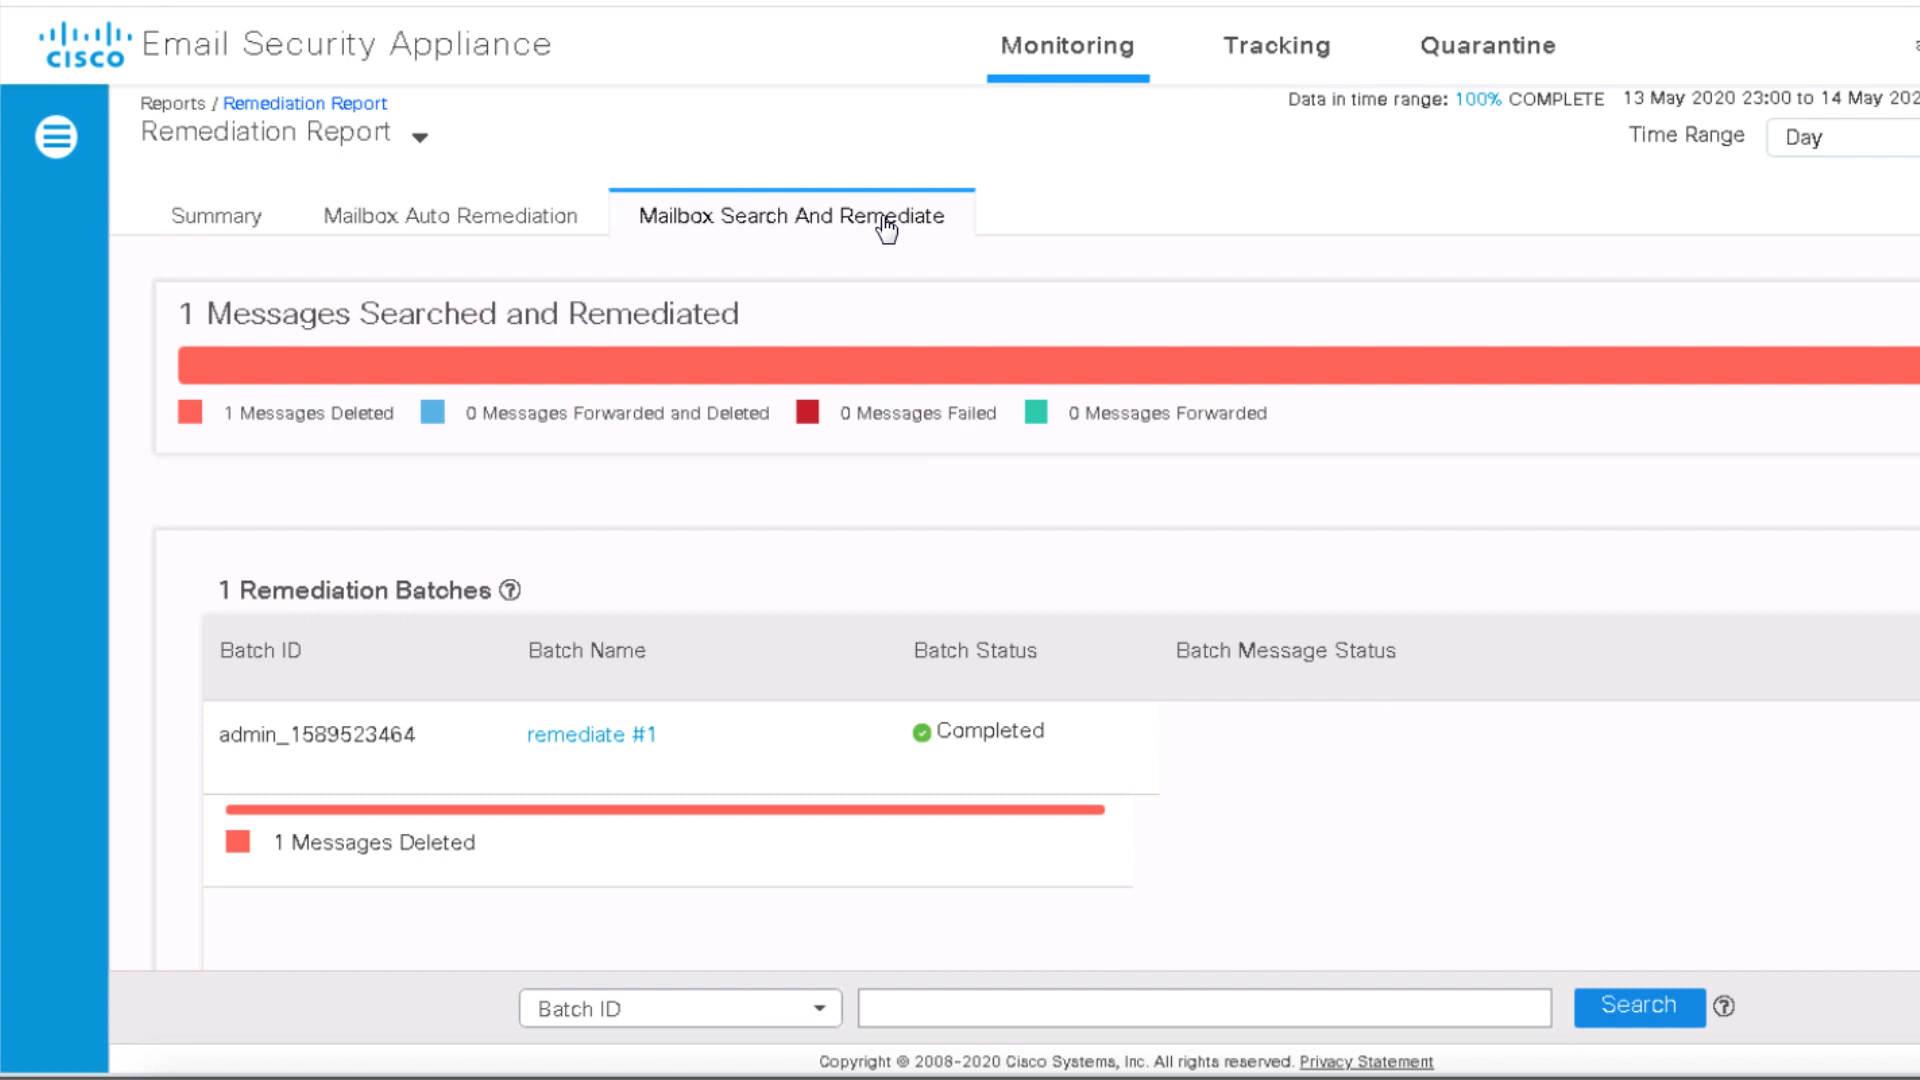 CISCO Email Security Appliance
Monitoring Tracking Quarantine
Reports / Remediation Report
Data in time range: 100% COMPLETE 13 May 2020 23:00 to 14 May
Remediation Report
Time Range Day
Summary Mailbox Auto Remediation Mailbox Search And Remediate
1 Messages Searched and Remediated
1 Messages Deleted 0 Messages Forwarded and Deleted 0 Messages Failed 0 Messages Forwarded
1 Remediation Batches ?
Batch ID Batch Name Batch Status Batch Message Status
admin_1589523464 remediate #1 Completed
1 Messages Deleted
Batch ID Search ?
Copyright © 2008-2020 Cisco Systems, Inc. All rights reserved. Privacy Statement